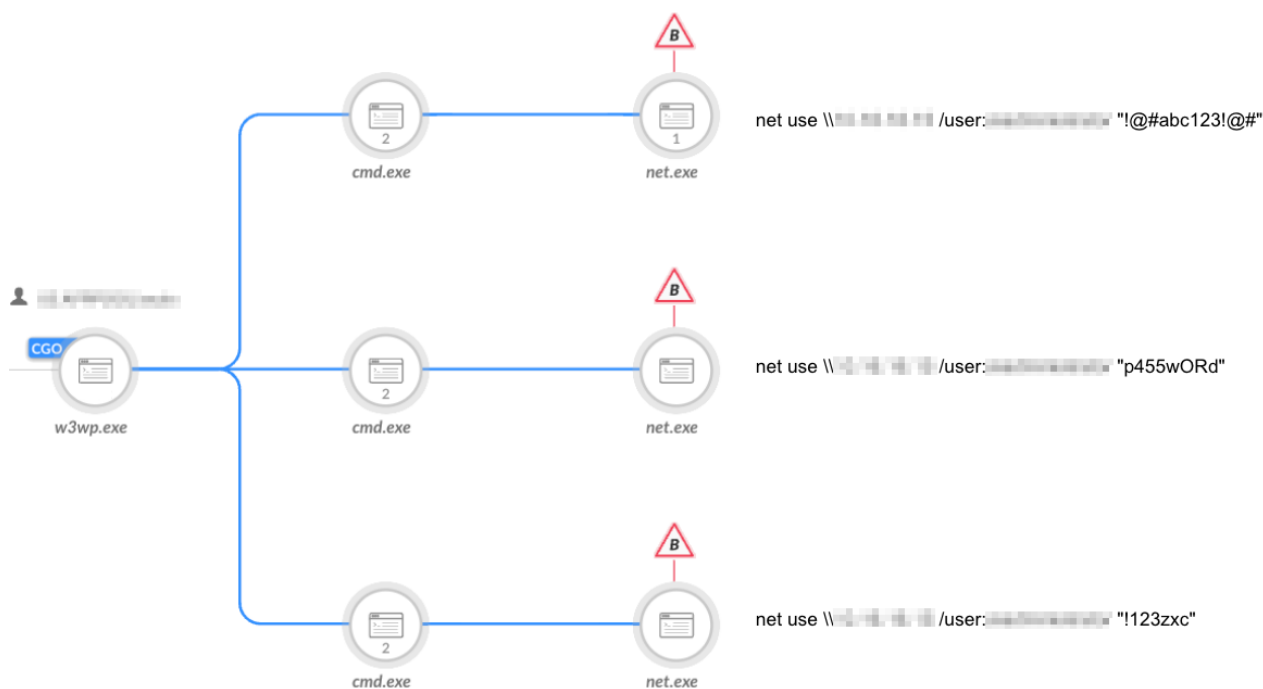 B
2
cmd.exe
1
net.exe
net use \\ /user: "!@#abc123!@#"
B
CGO
w3wp.exe
2
cmd.exe
net.exe
net use \\ /user: "p455wORd"
B
2
cmd.exe
net.exe
net use \\ /user: "!123zxc"